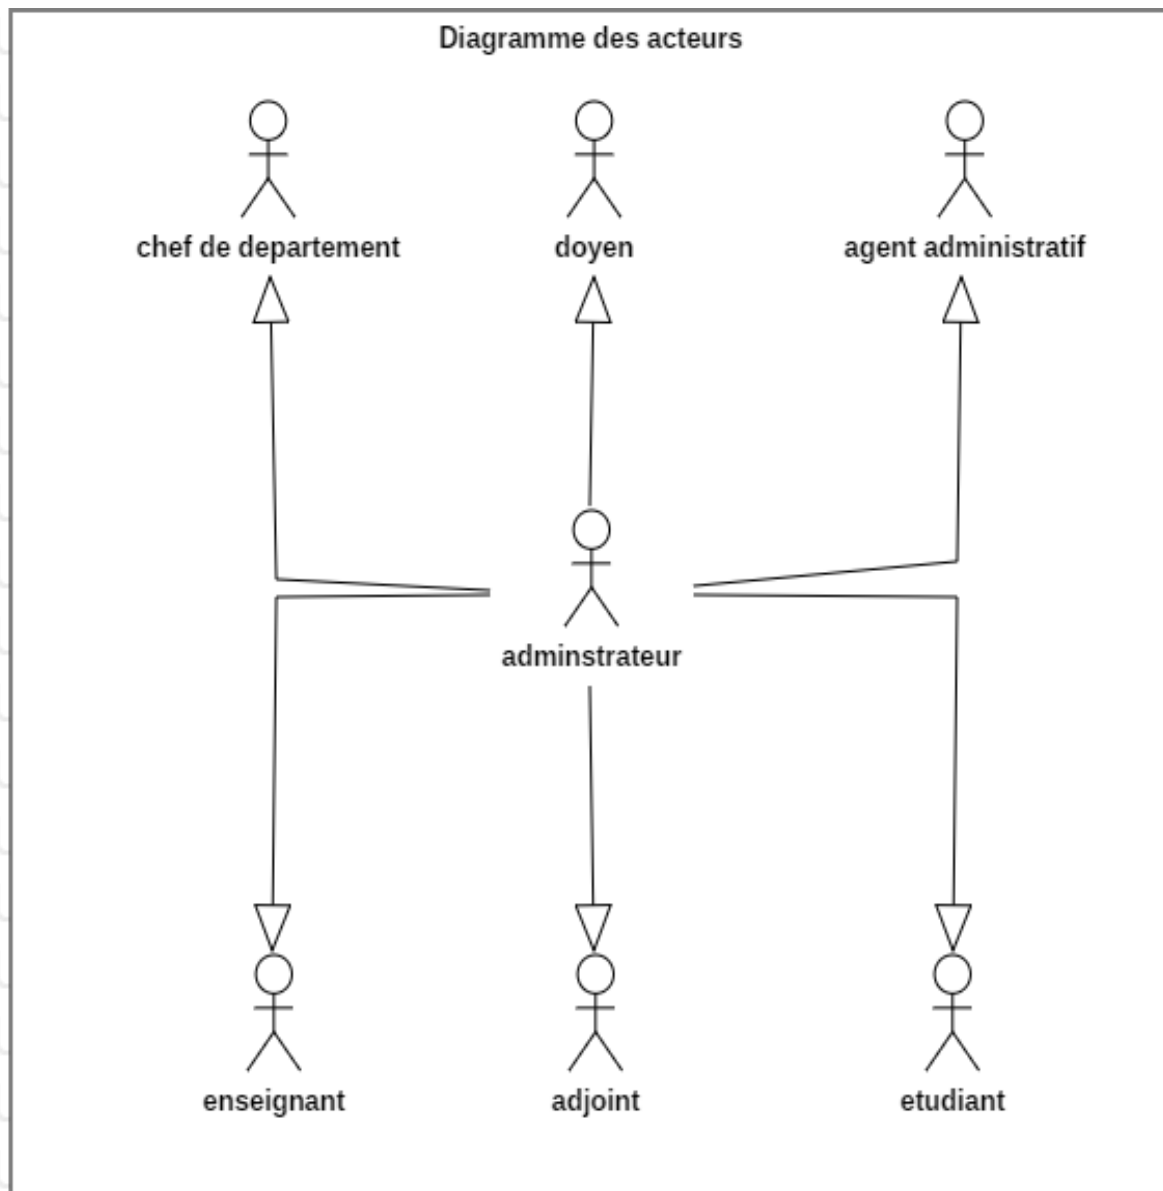 Diagramme des acteurs
chef de departement
doyen
agent administratif
adminstrateur
enseignant
adjoint
etudiant